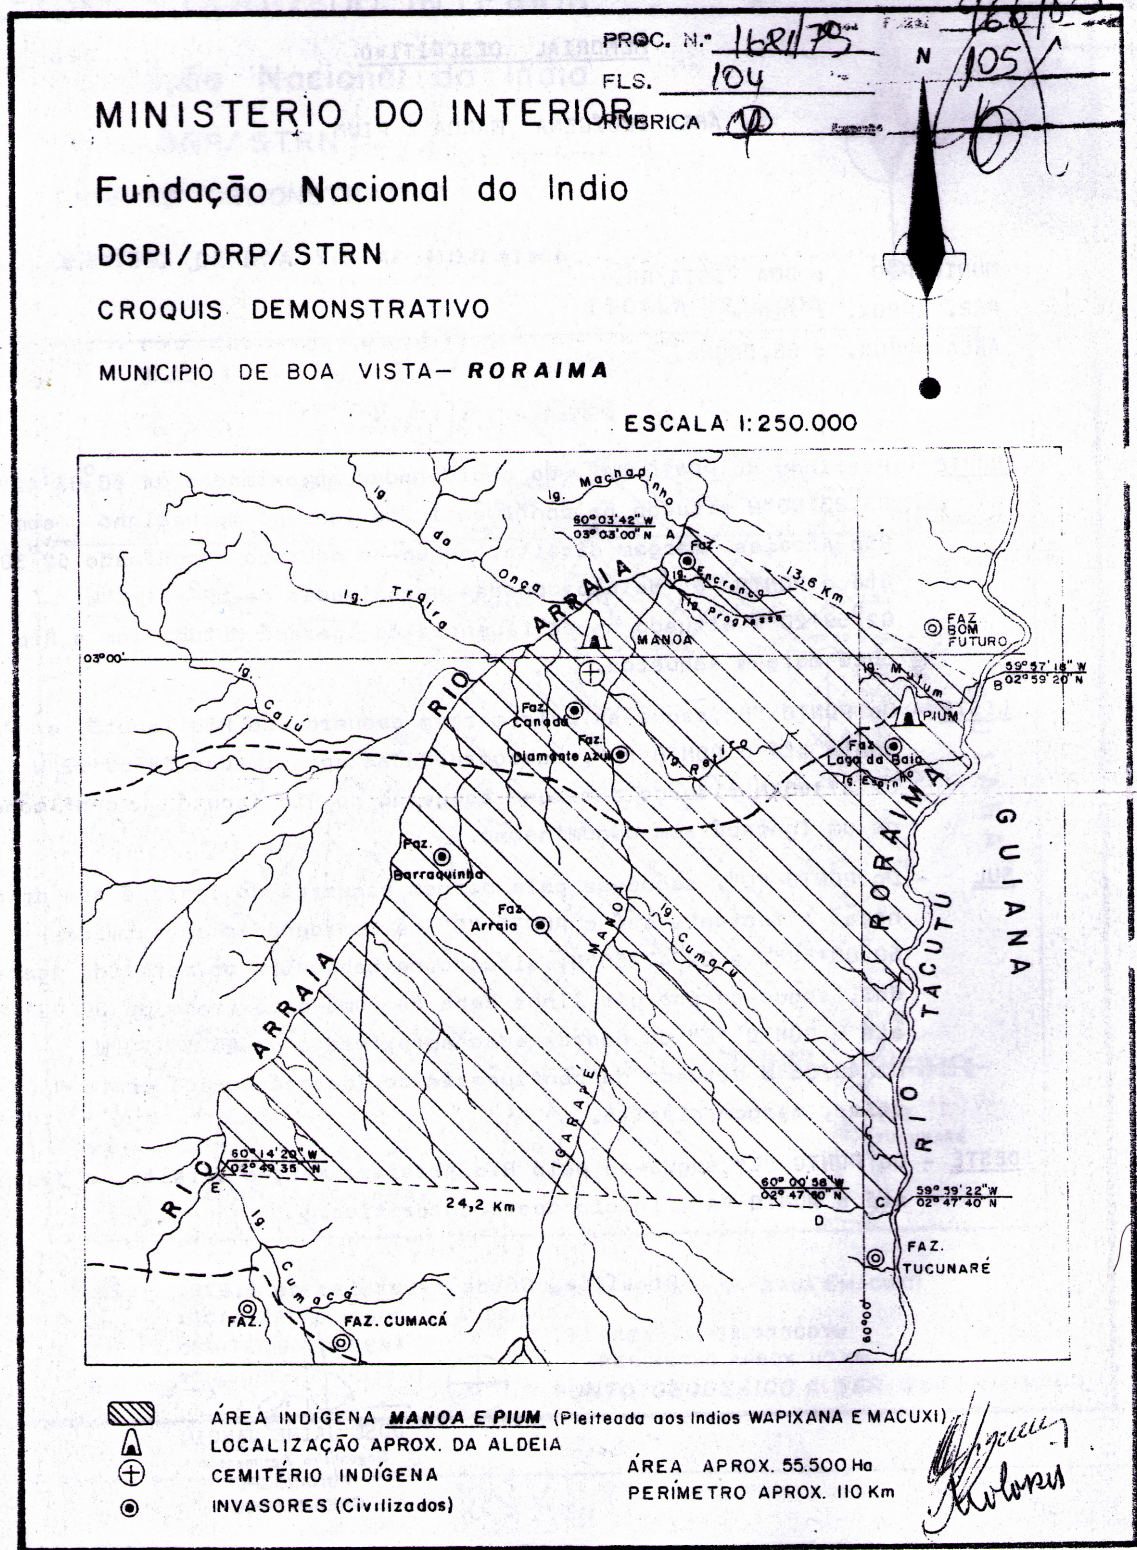 PROC. N.º 1681/75
FLS. 104
RUBRICA
105
N
MINISTERIO DO INTERIOR
Fundação Nacional do Indio
DGPI/DRP/STRN
CROQUIS DEMONSTRATIVO
MUNICIPIO DE BOA VISTA— RORAIMA
ESCALA 1:250.000
Ig. Machadinho
Ig. da Onça
60°03'42"W
03°03'00"N
A
Faz.
Ig. Encrenca
13,6 Km
Ig. Progresso
Ig. Traira
RIO ARRAIA
MANOA
FAZ
BOM
FUTURO
03°00'
59°57'18"W
02°59'20"N
B
Ig. Mutum
PIUM
Ig. Cajú
Faz.
Canadá
Faz.
Diamante Azul
Ig. Retiro
Faz.
Lago da Baia
Ig. Espinho
RORAIMA
GUIANA
Faz.
Barraquinha
Faz
Arraia
IGARAPE MANOA
Ig. Cumaru
RIO TACUTU
RIO ARRAIA
60°14'20"W
02°49'35"N
E
24,2 Km
60°00'58"W
02°47'60"N
D
C
59°59'22"W
02°47'40"N
FAZ.
TUCUNARÉ
Ig. Cumacá
FAZ.
FAZ. CUMACÁ
60°00'
ÁREA INDÍGENA MANOA E PIUM (Pleiteada aos Indios WAPIXANA E MACUXI)
LOCALIZAÇÃO APROX. DA ALDEIA
CEMITÉRIO INDÍGENA
INVASORES (Civilizados)
ÁREA APROX. 55.500 Ha
PERÍMETRO APROX. 110 Km